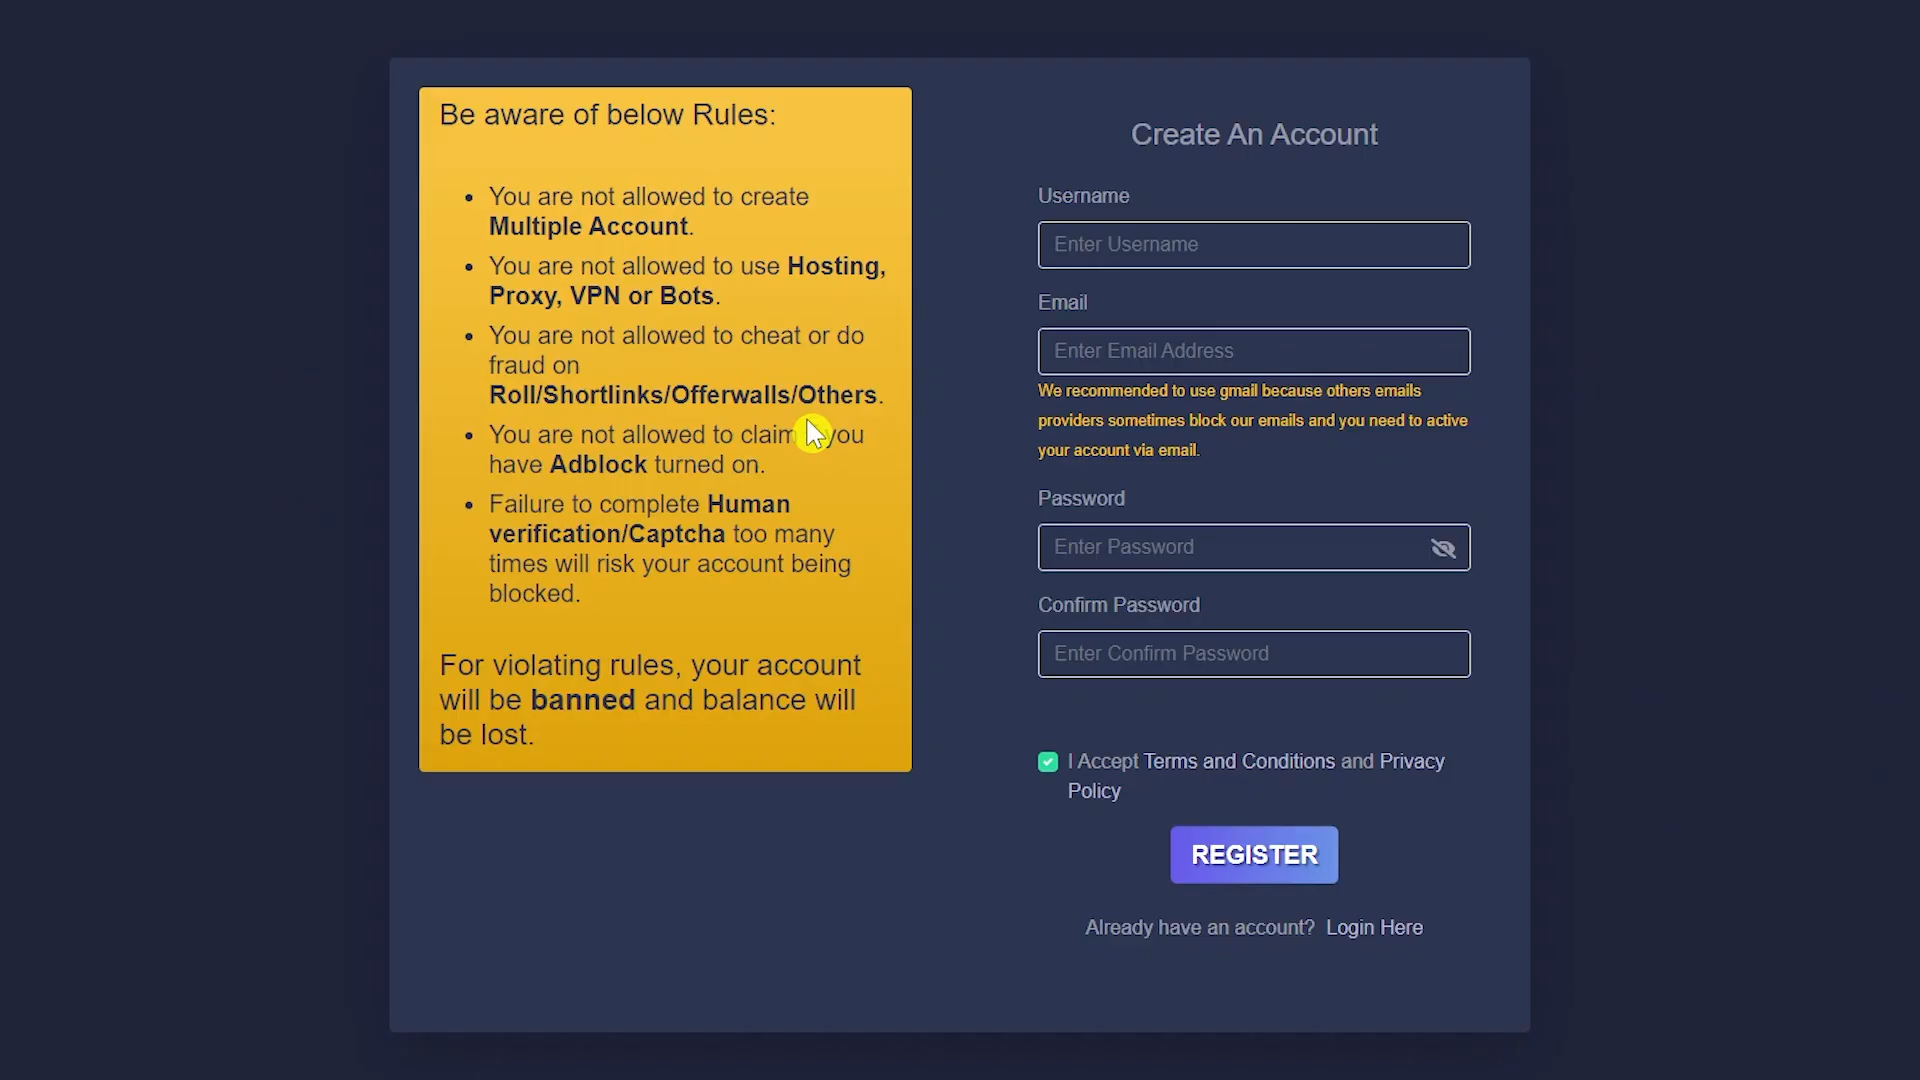 Be aware of below Rules:
You are not allowed to create
Multiple Account.
You are not allowed to use Hosting,
Proxy, VPN or Bots.
You are not allowed to cheat or do
fraud on
Roll/Shortlinks/Offerwalls/Others.
You are not allowed to claim you
have Adblock turned on.
Failure to complete Human
verification/Captcha too many
times will risk your account being
blocked.
For violating rules, your account
will be banned and balance will
be lost.
Create An Account
Username
Enter Username
Email
Enter Email Address
We recommended to use gmail because others emails
providers sometimes block our emails and you need to active
your account via email.
Password
Enter Password
Confirm Password
Enter Confirm Password
I Accept Terms and Conditions and Privacy
Policy
REGISTER
Already have an account? Login Here